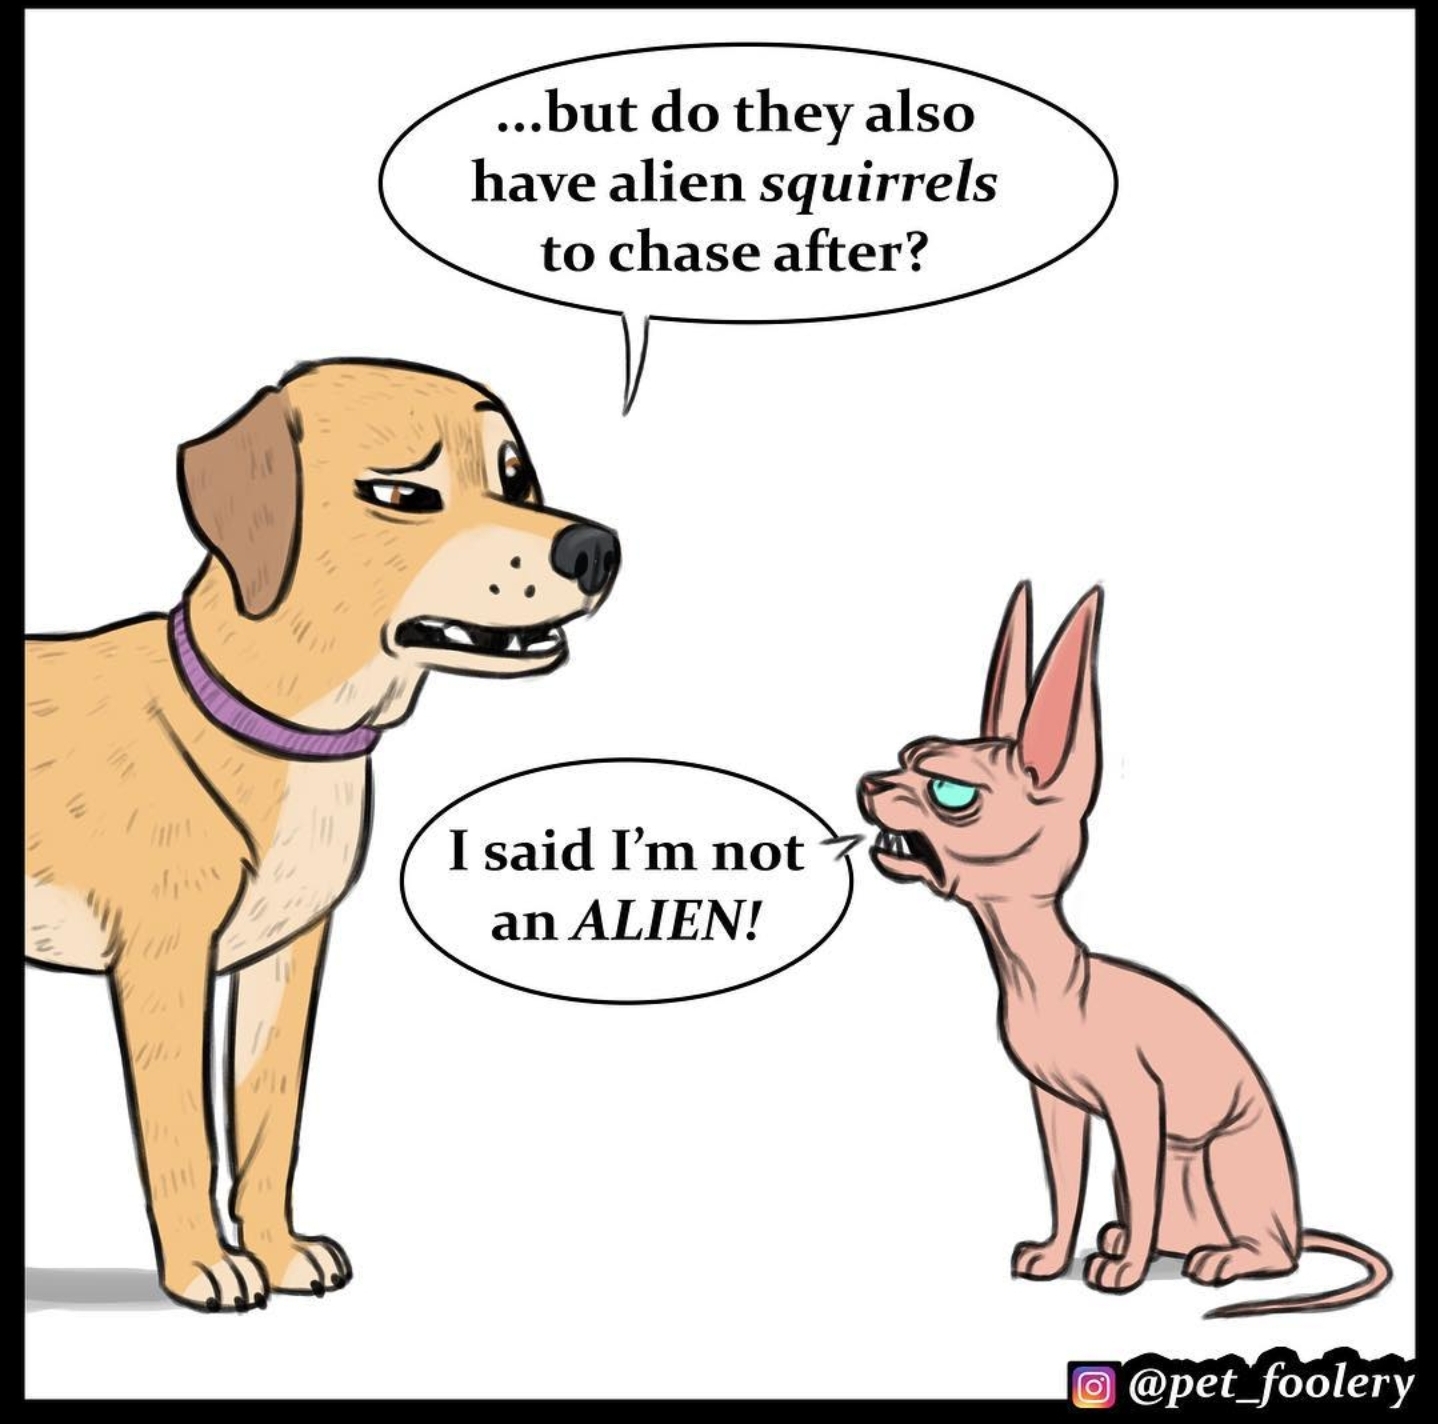 ...but do they also
have alien squirrels
to chase after?
I said I'm not
an ALIEN!
@pet_foolery